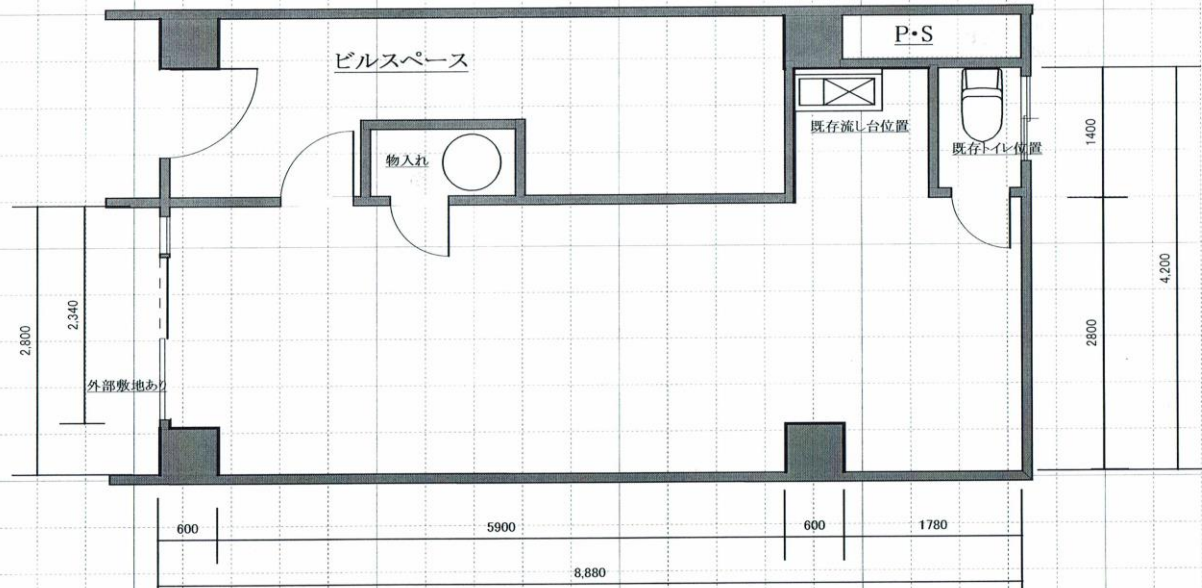 P・S
ビルスペース
既存流し台位置
既存トイレ位置
物入れ
1400
4,200
2,340
2,800
2800
外部敷地あり
600
5900
600
1780
8,880